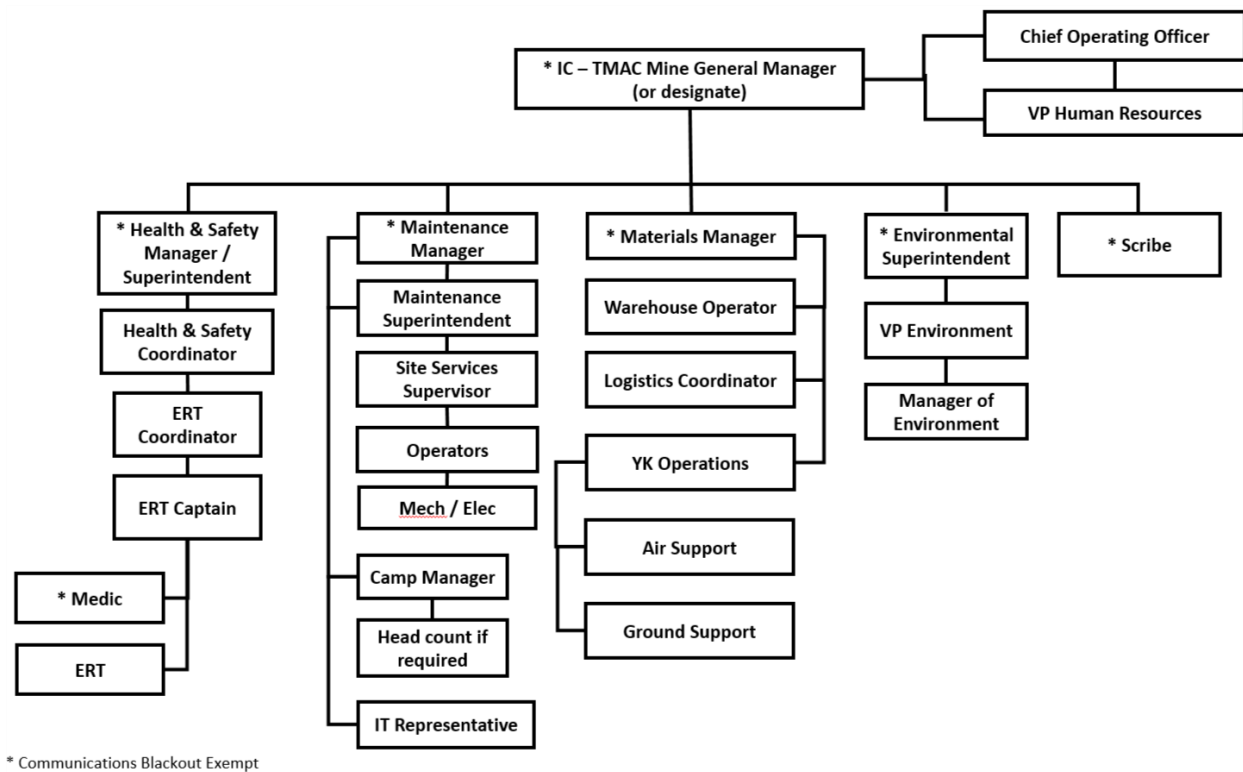 Chief Operating Officer
* IC – TMAC Mine General Manager
(or designate)
VP Human Resources
* Health & Safety
Manager /
Superintendent
Health & Safety
Coordinator
ERT
Coordinator
ERT Captain
* Medic
ERT
* Maintenance
Manager
Maintenance
Superintendent
Site Services
Supervisor
Operators
Mech / Elec
Camp Manager
Head count if
required
IT Representative
* Materials Manager
Warehouse Operator
Logistics Coordinator
YK Operations
Air Support
Ground Support
* Environmental
Superintendent
VP Environment
Manager of
Environment
* Scribe
* Communications Blackout Exempt